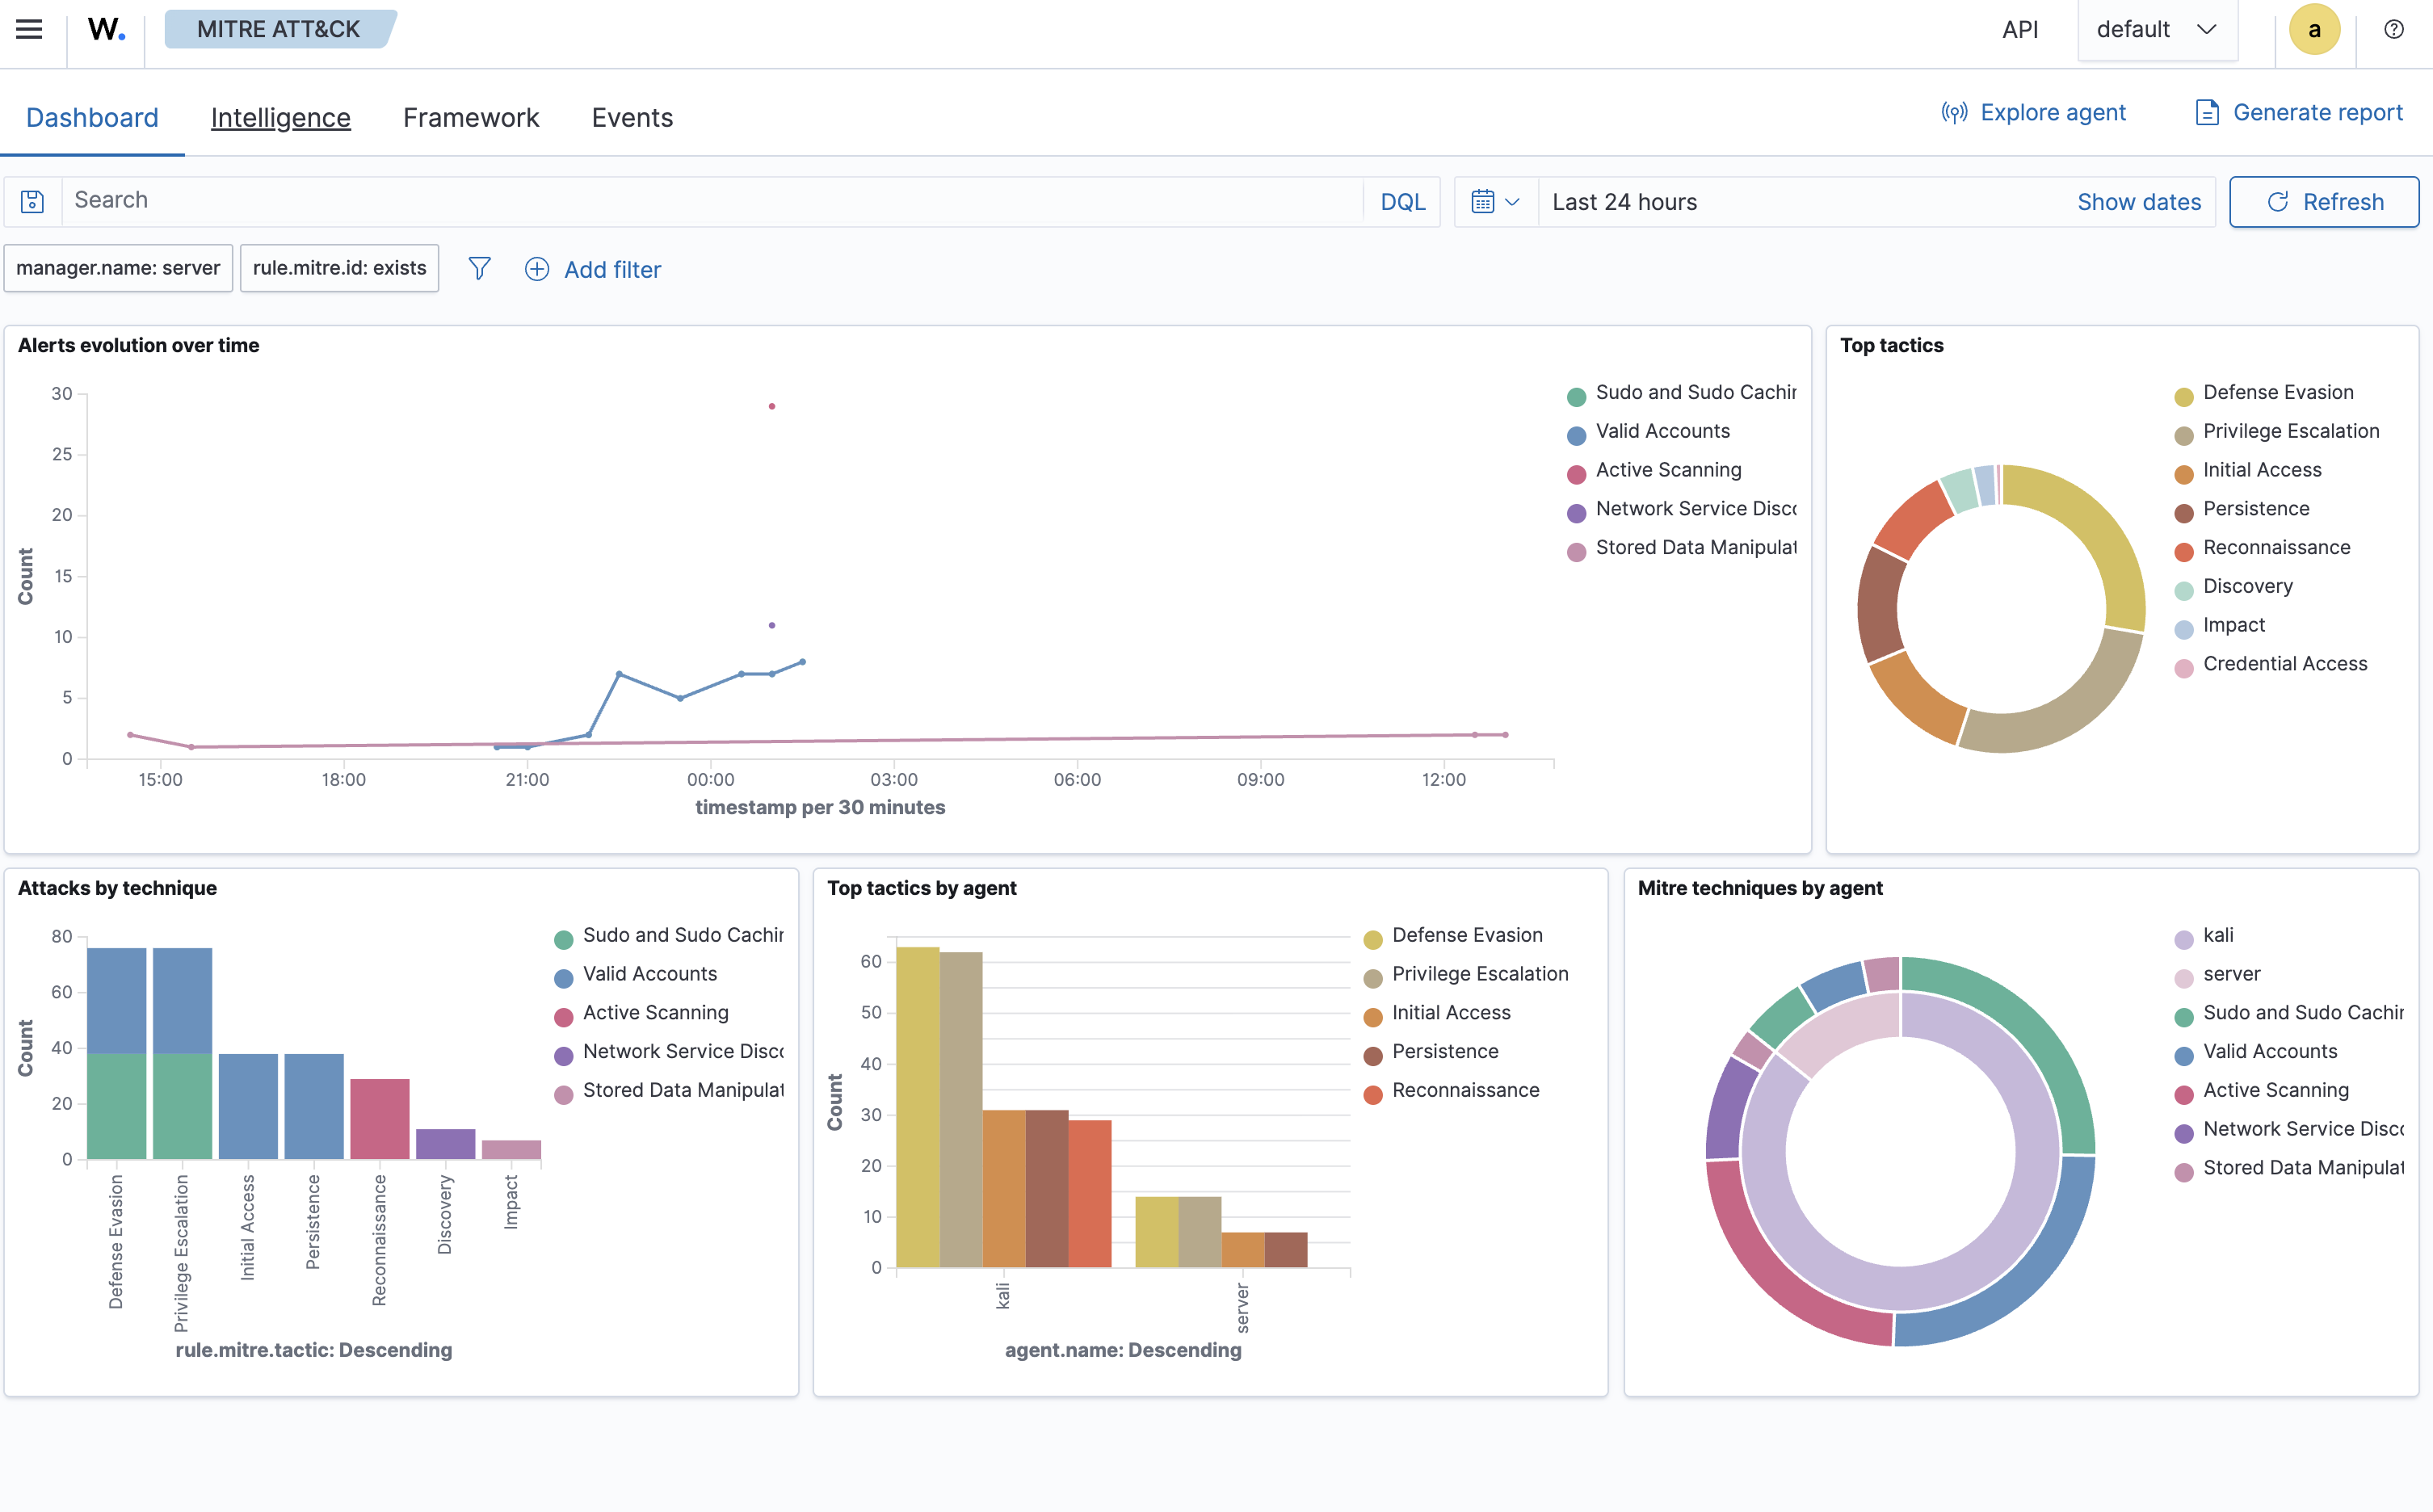 W. MITRE ATT&CK API default a
Dashboard Intelligence Framework Events Explore agent Generate report
Search DQL Last 24 hours Show dates Refresh
manager.name: server rule.mitre.id: exists Add filter
Alerts evolution over time
30
25
20
15
10
5
0
Count
15:00 18:00 21:00 00:00 03:00 06:00 09:00 12:00
timestamp per 30 minutes
Sudo and Sudo Cachin
Valid Accounts
Active Scanning
Network Service Disco
Stored Data Manipulat
Top tactics
Defense Evasion
Privilege Escalation
Initial Access
Persistence
Reconnaissance
Discovery
Impact
Credential Access
Attacks by technique
80
60
40
20
0
Count
Defense Evasion
Privilege Escalation
Initial Access
Persistence
Reconnaissance
Discovery
Impact
rule.mitre.tactic: Descending
Sudo and Sudo Cachin
Valid Accounts
Active Scanning
Network Service Disco
Stored Data Manipulat
Top tactics by agent
60
50
40
30
20
10
0
Count
kali
server
agent.name: Descending
Defense Evasion
Privilege Escalation
Initial Access
Persistence
Reconnaissance
Mitre techniques by agent
kali
server
Sudo and Sudo Cachin
Valid Accounts
Active Scanning
Network Service Disco
Stored Data Manipulat